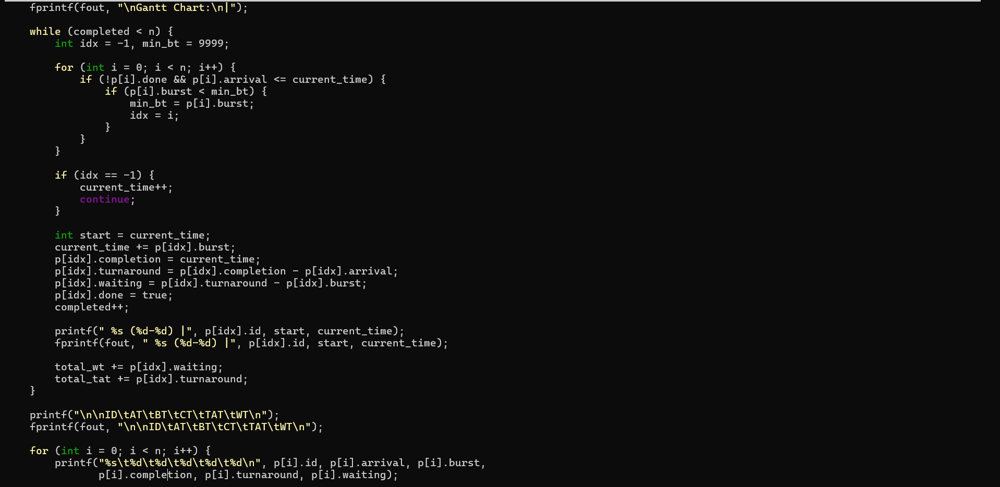 fprintf(fout, "\nGantt Chart:\n|");

    while (completed < n) {
        int idx = -1, min_bt = 9999;

        for (int i = 0; i < n; i++) {
            if (!p[i].done && p[i].arrival <= current_time) {
                if (p[i].burst < min_bt) {
                    min_bt = p[i].burst;
                    idx = i;
                }
            }
        }

        if (idx == -1) {
            current_time++;
            continue;
        }

        int start = current_time;
        current_time += p[idx].burst;
        p[idx].completion = current_time;
        p[idx].turnaround = p[idx].completion - p[idx].arrival;
        p[idx].waiting = p[idx].turnaround - p[idx].burst;
        p[idx].done = true;
        completed++;

        printf(" %s (%d-%d) |", p[idx].id, start, current_time);
        fprintf(fout, " %s (%d-%d) |", p[idx].id, start, current_time);

        total_wt += p[idx].waiting;
        total_tat += p[idx].turnaround;
    }

    printf("\n\nID\tAT\tBT\tCT\tTAT\tWT\n");
    fprintf(fout, "\n\nID\tAT\tBT\tCT\tTAT\tWT\n");

    for (int i = 0; i < n; i++) {
        printf("%s\t%d\t%d\t%d\t%d\t%d\n", p[i].id, p[i].arrival, p[i].burst,
               p[i].completion, p[i].turnaround, p[i].waiting);